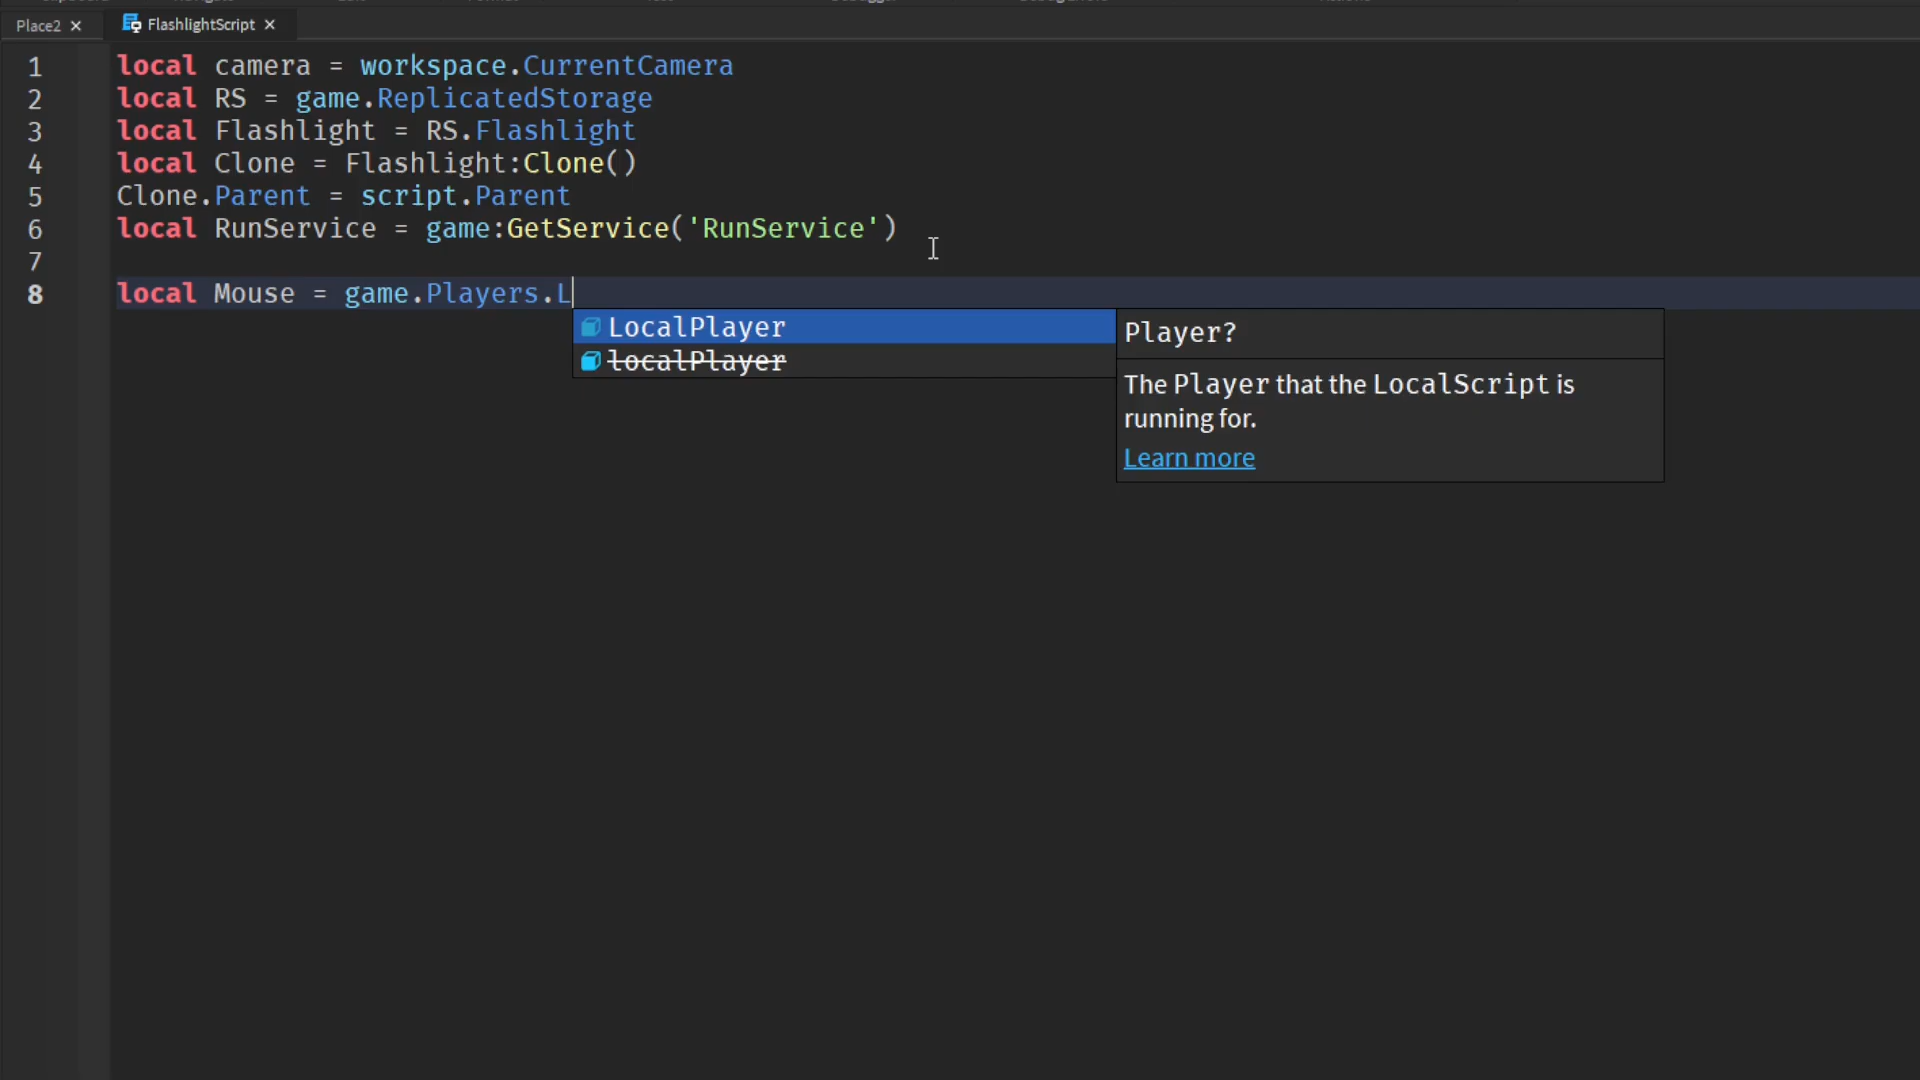 Place2
FlashlightScript
1 local camera = workspace.CurrentCamera
2 local RS = game.ReplicatedStorage
3 local Flashlight = RS.Flashlight
4 local Clone = Flashlight:Clone()
5 Clone.Parent = script.Parent
6 local RunService = game:GetService('RunService')
7
8 local Mouse = game.Players.L
LocalPlayer
localPlayer
Player?
The Player that the LocalScript is
running for.
Learn more